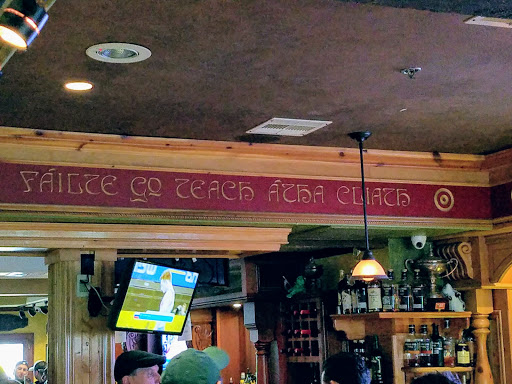 FÁILTE GO TEACH ÁTHA CLIATH